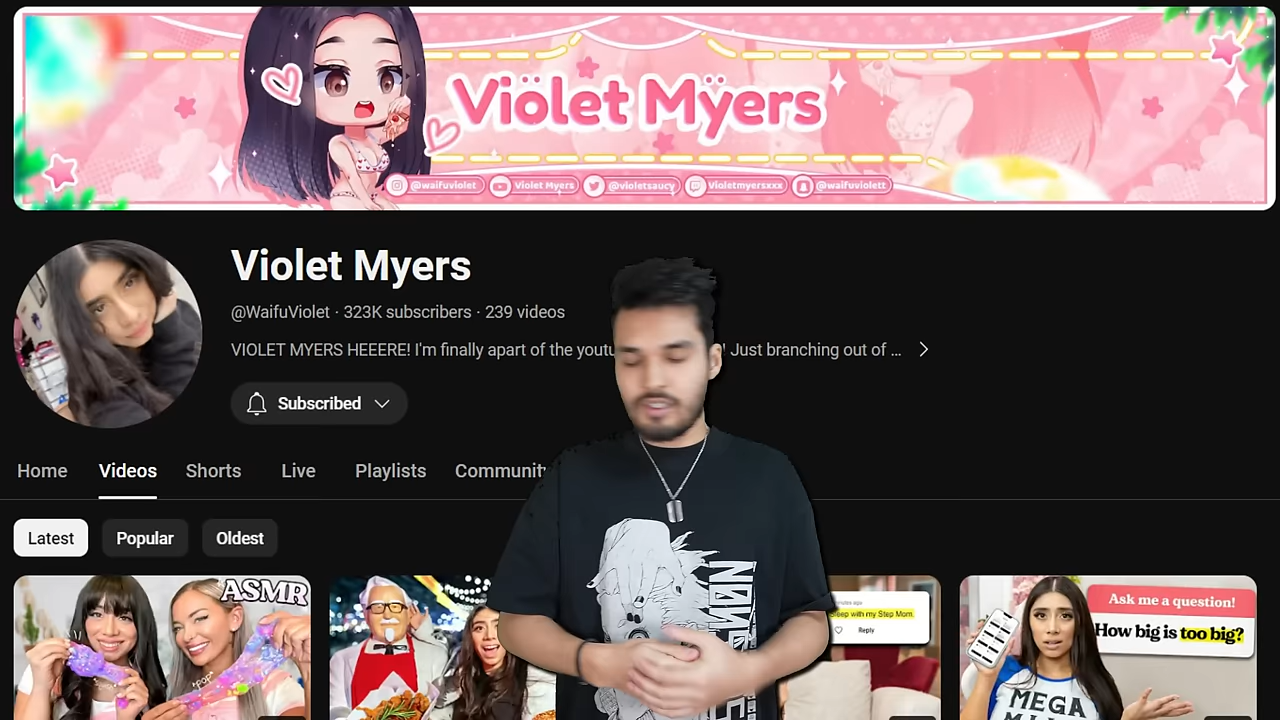 Violet Myers
@waifuviolet
Violet Myers
@violetsaucy
Violetmyersxxx
@waifuviolett
Violet Myers
@WaifuViolet · 323K subscribers · 239 videos
VIOLET MYERS HEEERE! I'm finally apart of the youtu ! Just branching out of ...
Subscribed
Home Videos Shorts Live Playlists Community
Latest Popular Oldest
ASMR
Sleep with my Step Mom.
Reply
Ask me a question!
How big is too big?
MEGA